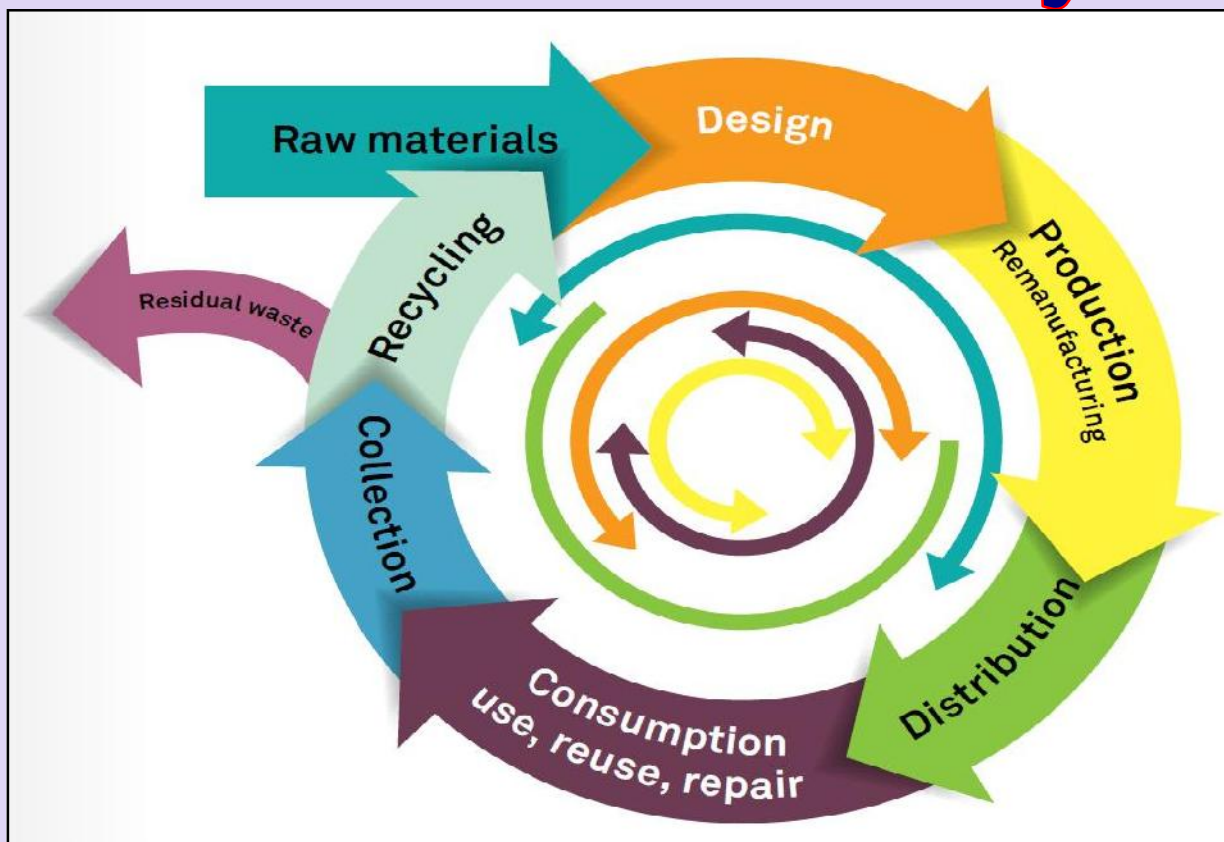 Raw materials
Design
Production
Remanufacturing
Distribution
Consumption
use, reuse, repair
Collection
Recycling
Residual waste